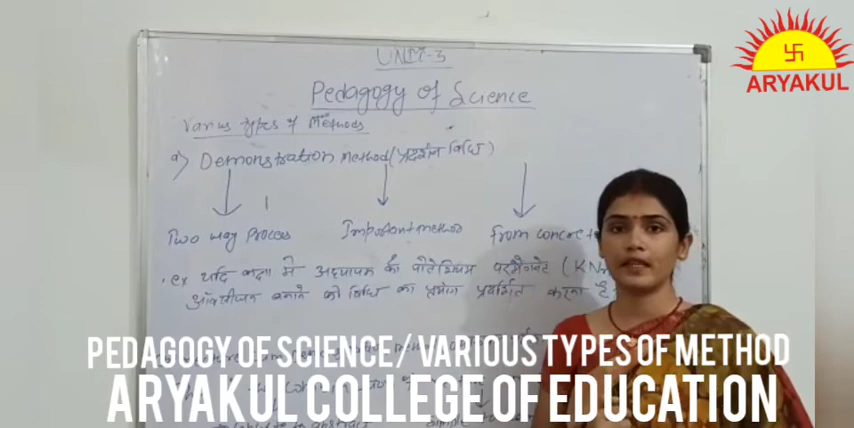 UNIT-3
ARYAKUL
Pedagogy of Science
Varius types of Methods
a) Demonstration method (प्रदर्शन विधि)
Two way Process Important method from concrete
ex यदि कक्षा में अध्यापक को पोटेशियम परमैंगनेट (KN
ऑक्सीजन बनाने की विधि का प्रयोग प्रदर्शित करना है
PEDAGOGY OF SCIENCE / VARIOUS TYPES OF METHOD
ARYAKUL COLLEGE OF EDUCATION